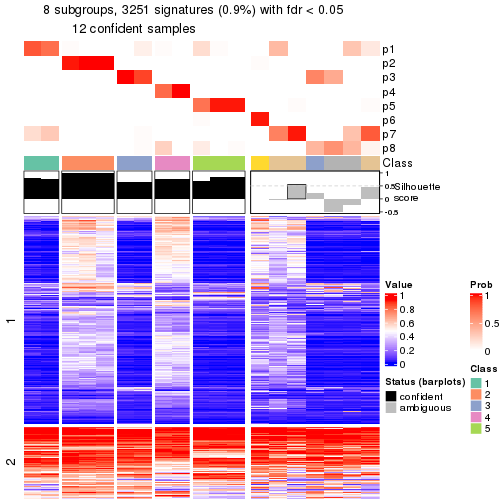 8 subgroups, 3251 signatures (0.9%) with fdr < 0.05
12 confident samples
p1
p2
p3
p4
p5
p6
p7
p8
Class
1
0.5
0
-0.5
Silhouette
score
1
2
Value
1
0.8
0.6
0.4
0.2
0
Status (barplots)
confident
ambiguous
Prob
1
0.5
0
Class
1
2
3
4
5